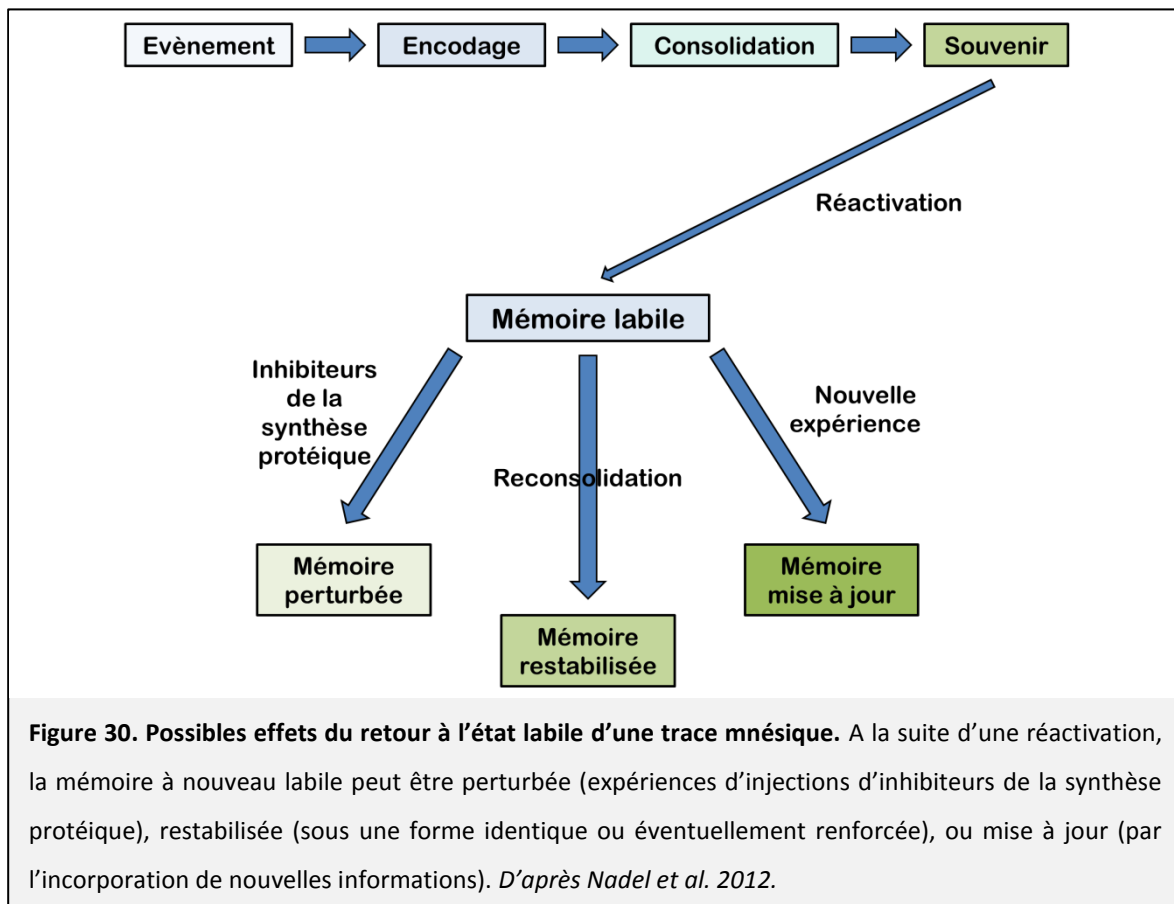 Evènement
Encodage
Consolidation
Souvenir
Réactivation
Mémoire labile
Inhibiteurs
de la
synthèse
protéique
Reconsolidation
Nouvelle
expérience
Mémoire
perturbée
Mémoire
restabilisée
Mémoire
mise à jour
Figure 30. Possibles effets du retour à l’état labile d’une trace mnésique. A la suite d’une réactivation,
la mémoire à nouveau labile peut être perturbée (expériences d’injections d’inhibiteurs de la synthèse
protéique), restabilisée (sous une forme identique ou éventuellement renforcée), ou mise à jour (par
l’incorporation de nouvelles informations). D’après Nadel et al. 2012.